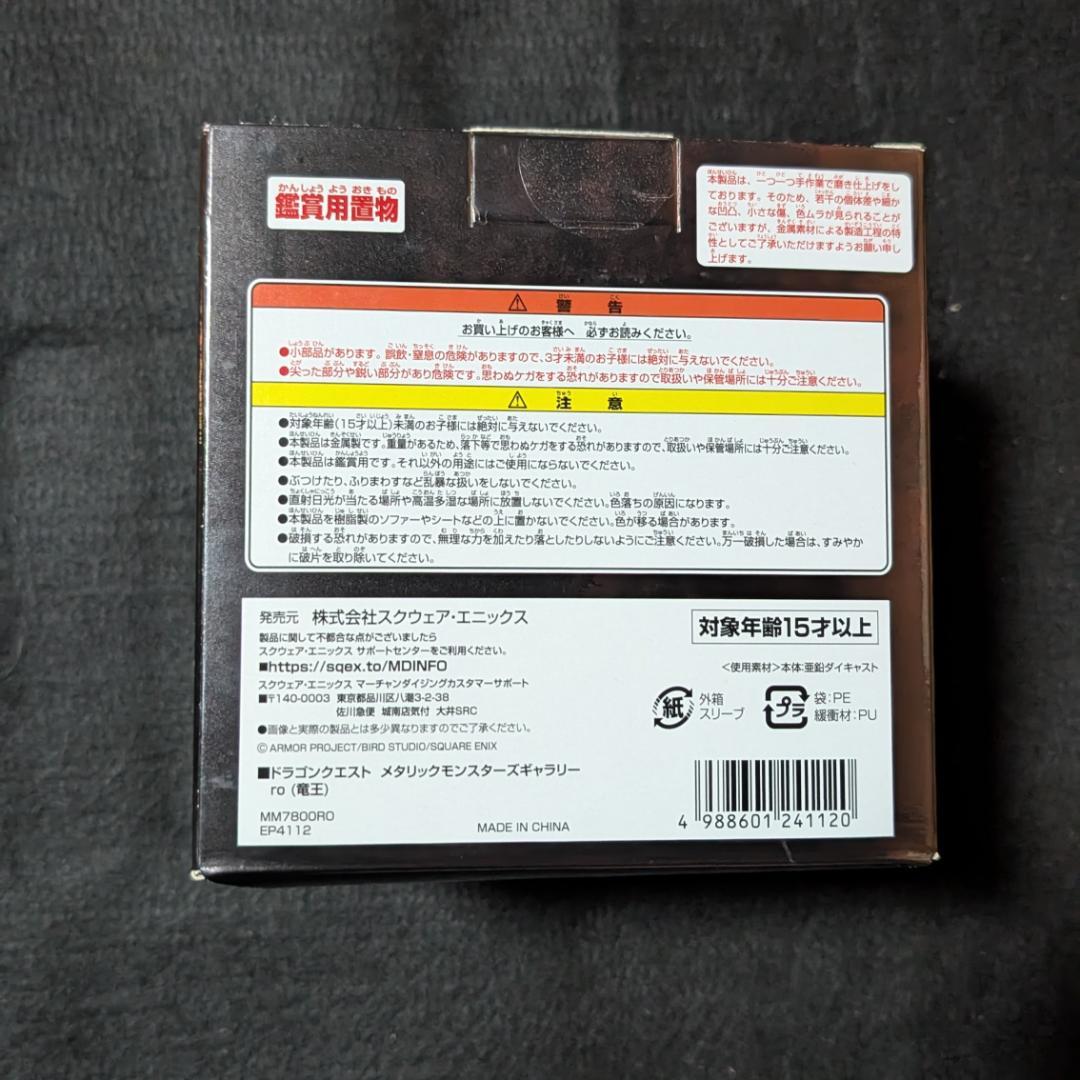 鑑賞用置物
本製品は、一つ一つ手作業で磨き仕上げをし
ております。そのため、若干の個体差や細か
な凹凸、小さな傷、色ムラが見られることが
ございますが、金属素材による製造工程の特
性としてご了承いただけますようお願い申し
上げます。
警告
お買い上げのお客様へ 必ずお読みください。
●小部品があります。誤飲・窒息の危険がありますので、3才未満のお子様には絶対に与えないでください。
●尖った部分や鋭い部分があり危険です。思わぬケガをする恐れがありますので取扱いや保管場所には十分ご注意ください。
注意
●対象年齢(15才以上)未満のお子様には絶対に与えないでください。
●本製品は金属製です。重量があるため、落下等で思わぬケガをする恐れがありますので、取扱いや保管場所には十分ご注意ください。
●本製品は鑑賞用です。それ以外の用途にはご使用にならないでください。
●ぶつけたり、ふりまわすなど乱暴な扱いをしないでください。
●直射日光が当たる場所や高温多湿な場所に放置しないでください。色落ちの原因になります。
●本製品を樹脂製のソファーやシートなどの上に置かないでください。色が移る場合があります。
●破損する恐れがありますので、無理な力を加えたり落としたりしないようにご注意ください。万一破損した場合は、すみやか
に破片を取り除いてください。
発売元 株式会社スクウェア・エニックス
製品に関して不都合な点がございましたら
スクウェア・エニックス サポートセンターをご利用ください。
■https://sqex.to/MDINFO
スクウェア・エニックス マーチャンダイジングカスタマーサポート
■〒140-0003 東京都品川区八潮3-2-38
佐川急便 城南店気付 大井SRC
●画像と実際の製品とは多少異なりますのでご了承ください。
©ARMOR PROJECT/BIRD STUDIO/SQUARE ENIX
■ドラゴンクエスト メタリックモンスターズギャラリー
ro (竜王)
MM7800RO
EP4112
MADE IN CHINA
対象年齢15才以上
<使用素材>本体:亜鉛ダイキャスト
紙 外箱
スリーブ
プラ 袋:PE
緩衝材:PU
4 988601 241120